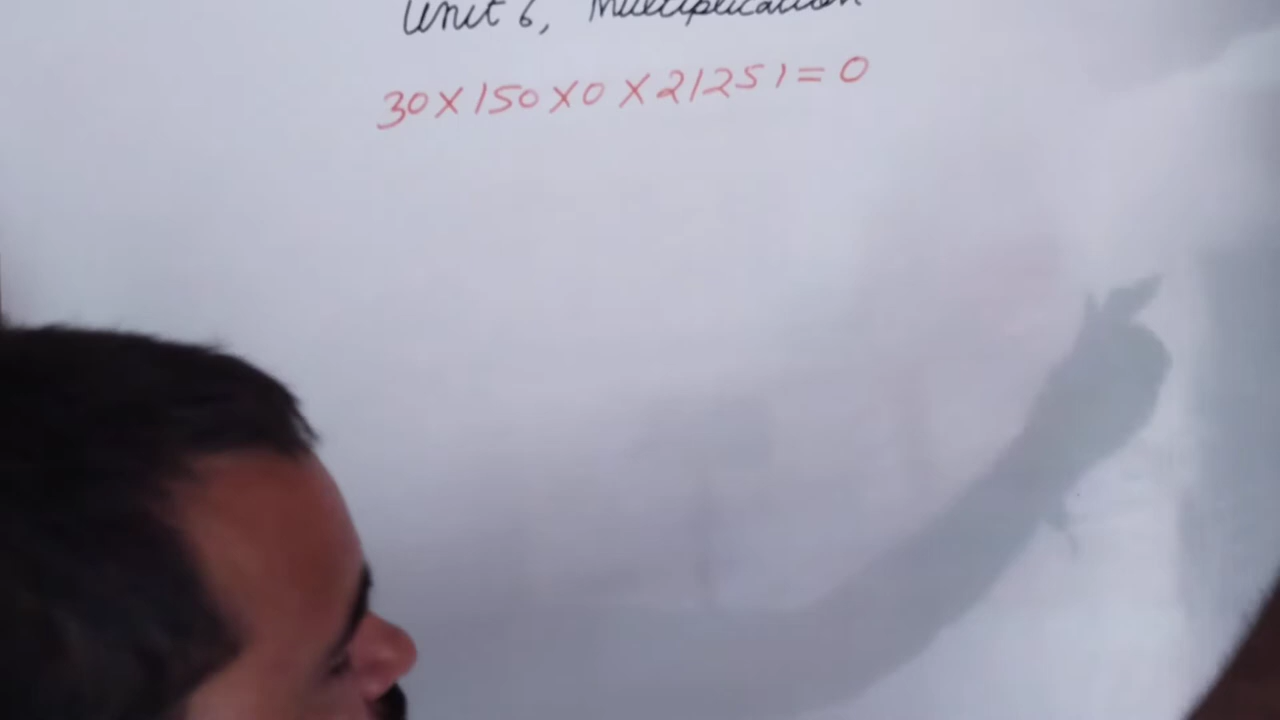 Unit 6, Multiplication
30 × 150 × 0 × 21251 = 0